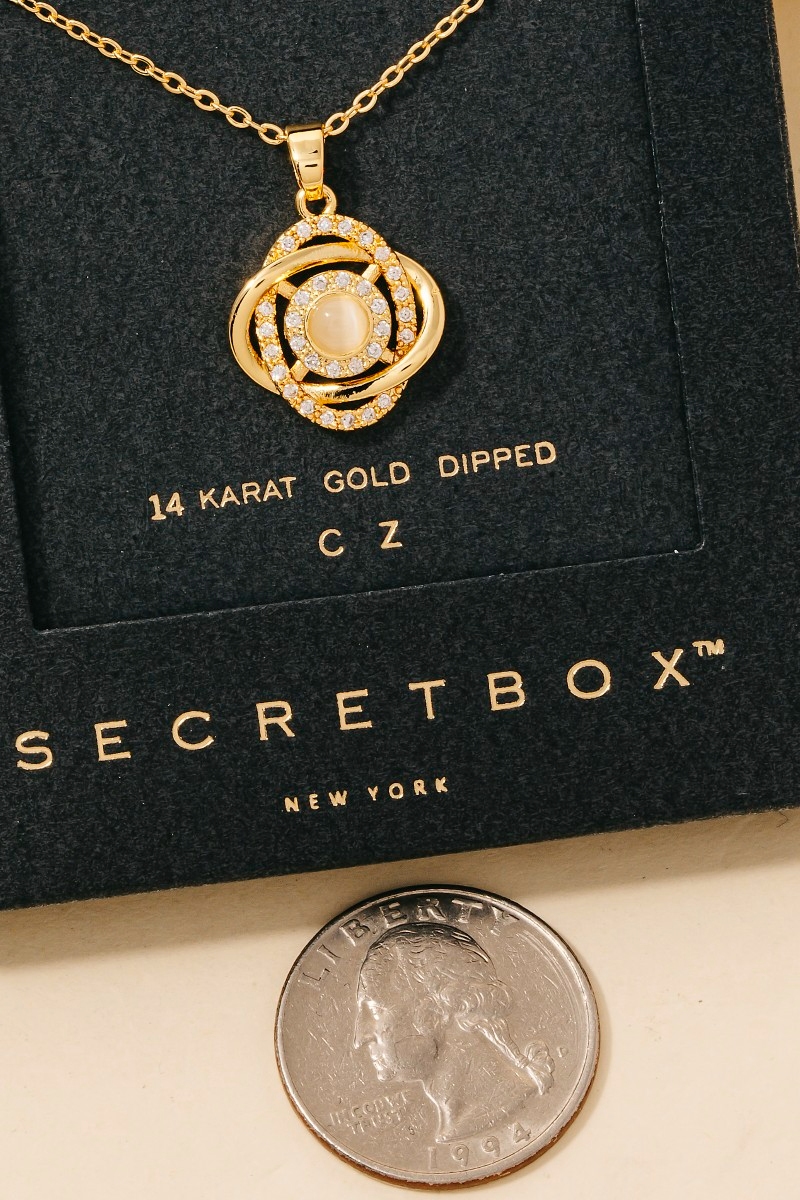 14 KARAT GOLD DIPPED
C Z
SECRETBOX™
NEW YORK
LIBERTY
IN GOD WE
TRUST
D
1994